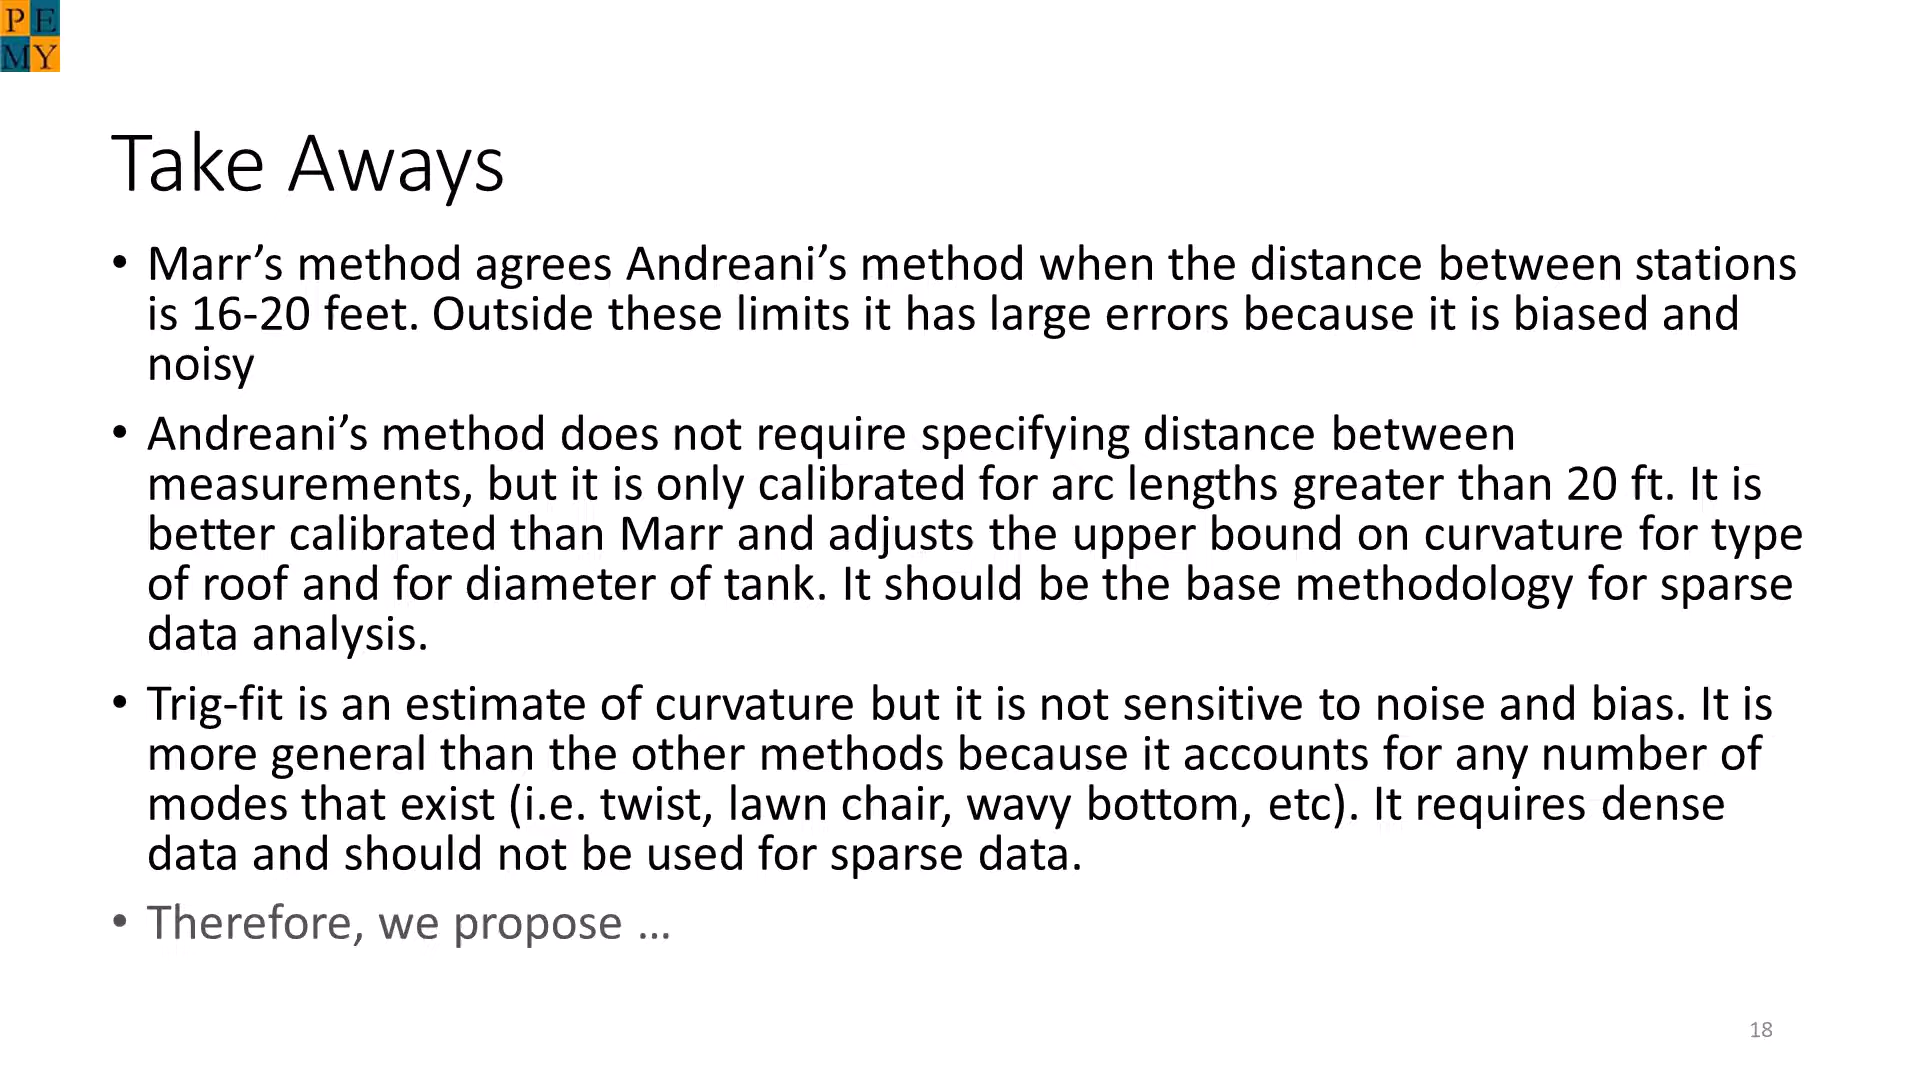 P E
M Y
Take Aways
• Marr’s method agrees Andreani’s method when the distance between stations
is 16-20 feet. Outside these limits it has large errors because it is biased and
noisy
• Andreani’s method does not require specifying distance between
measurements, but it is only calibrated for arc lengths greater than 20 ft. It is
better calibrated than Marr and adjusts the upper bound on curvature for type
of roof and for diameter of tank. It should be the base methodology for sparse
data analysis.
• Trig-fit is an estimate of curvature but it is not sensitive to noise and bias. It is
more general than the other methods because it accounts for any number of
modes that exist (i.e. twist, lawn chair, wavy bottom, etc). It requires dense
data and should not be used for sparse data.
• Therefore, we propose …
18